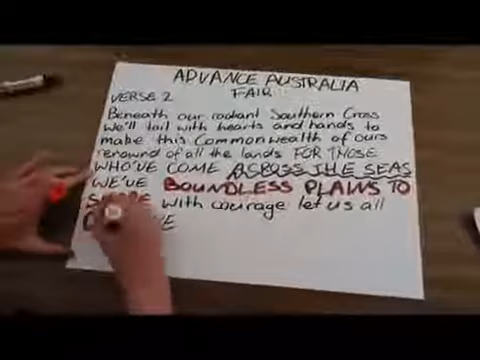 ADVANCE AUSTRALIA
FAIR
VERSE 2
Beneath our radiant Southern Cross
We'll tail with hearts and hands to
make this Commonwealth of ours
renownd of all the lands FOR THOSE
WHO'VE COME ACROSS THE SEAS
WE'VE BOUNDLESS PLAINS TO
with courage let us all